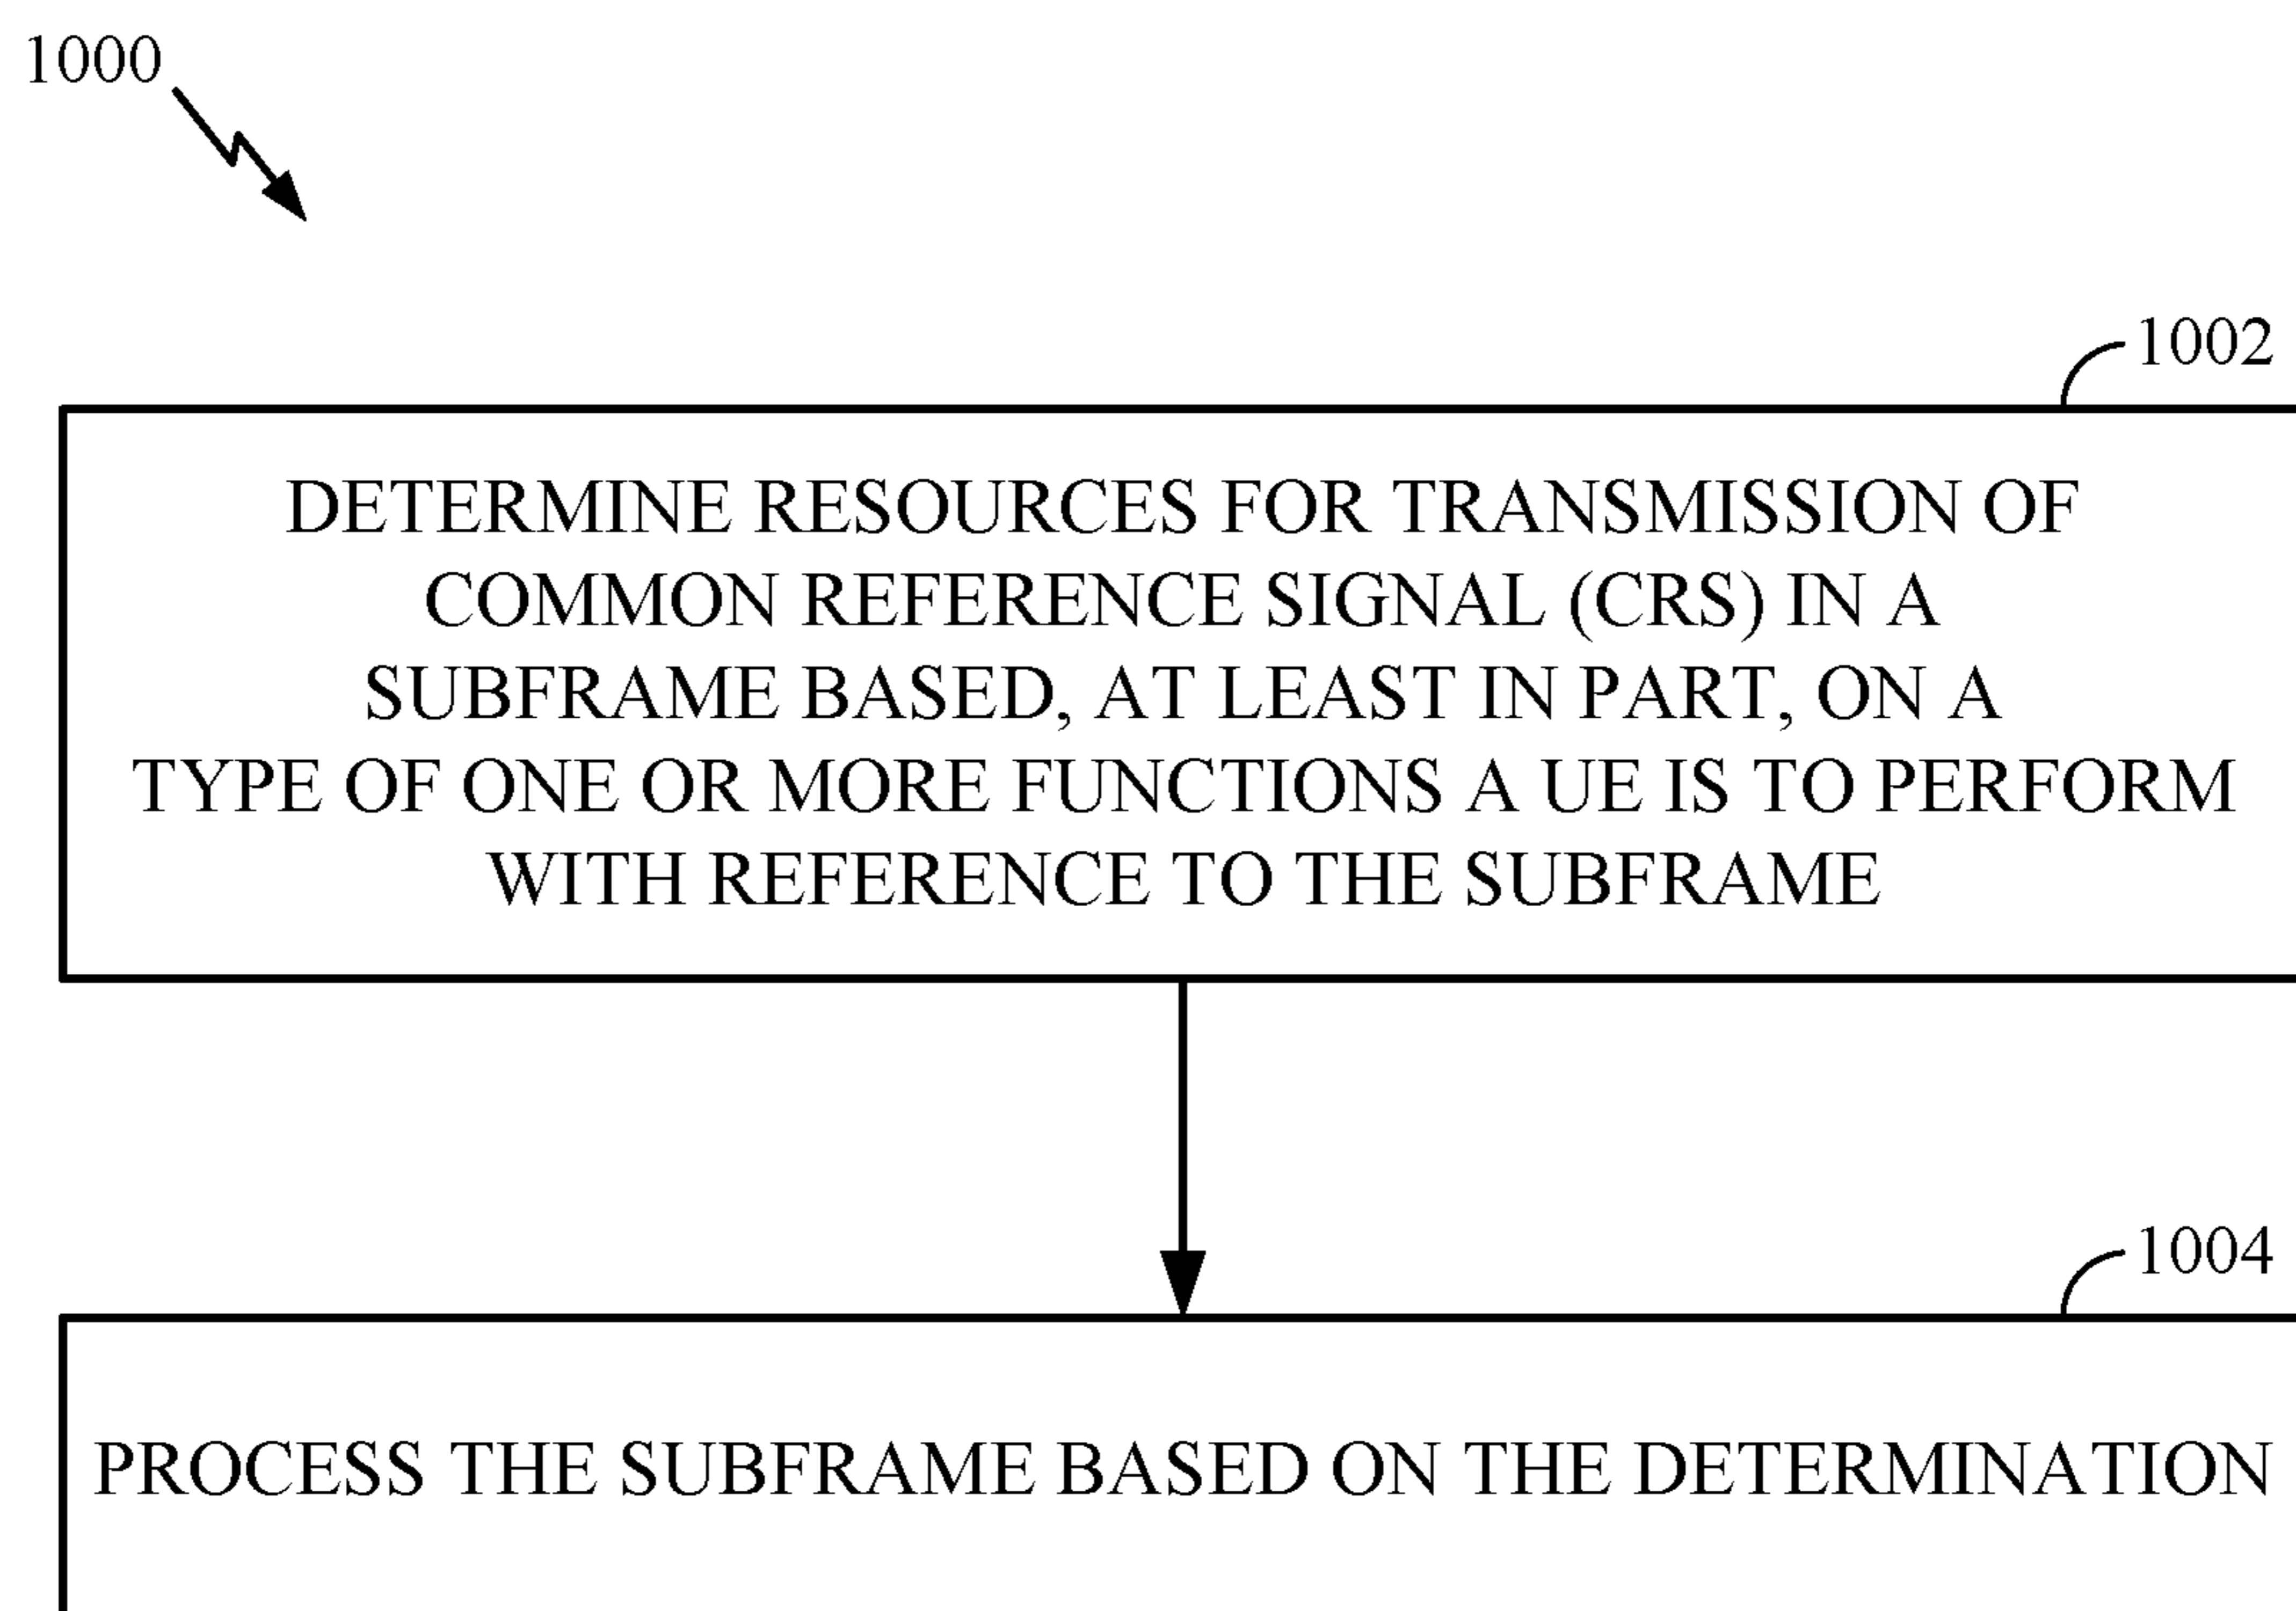 1000
1002
DETERMINE RESOURCES FOR TRANSMISSION OF
COMMON REFERENCE SIGNAL (CRS) IN A
SUBFRAME BASED, AT LEAST IN PART, ON A
TYPE OF ONE OR MORE FUNCTIONS A UE IS TO PERFORM
WITH REFERENCE TO THE SUBFRAME
1004
PROCESS THE SUBFRAME BASED ON THE DETERMINATION